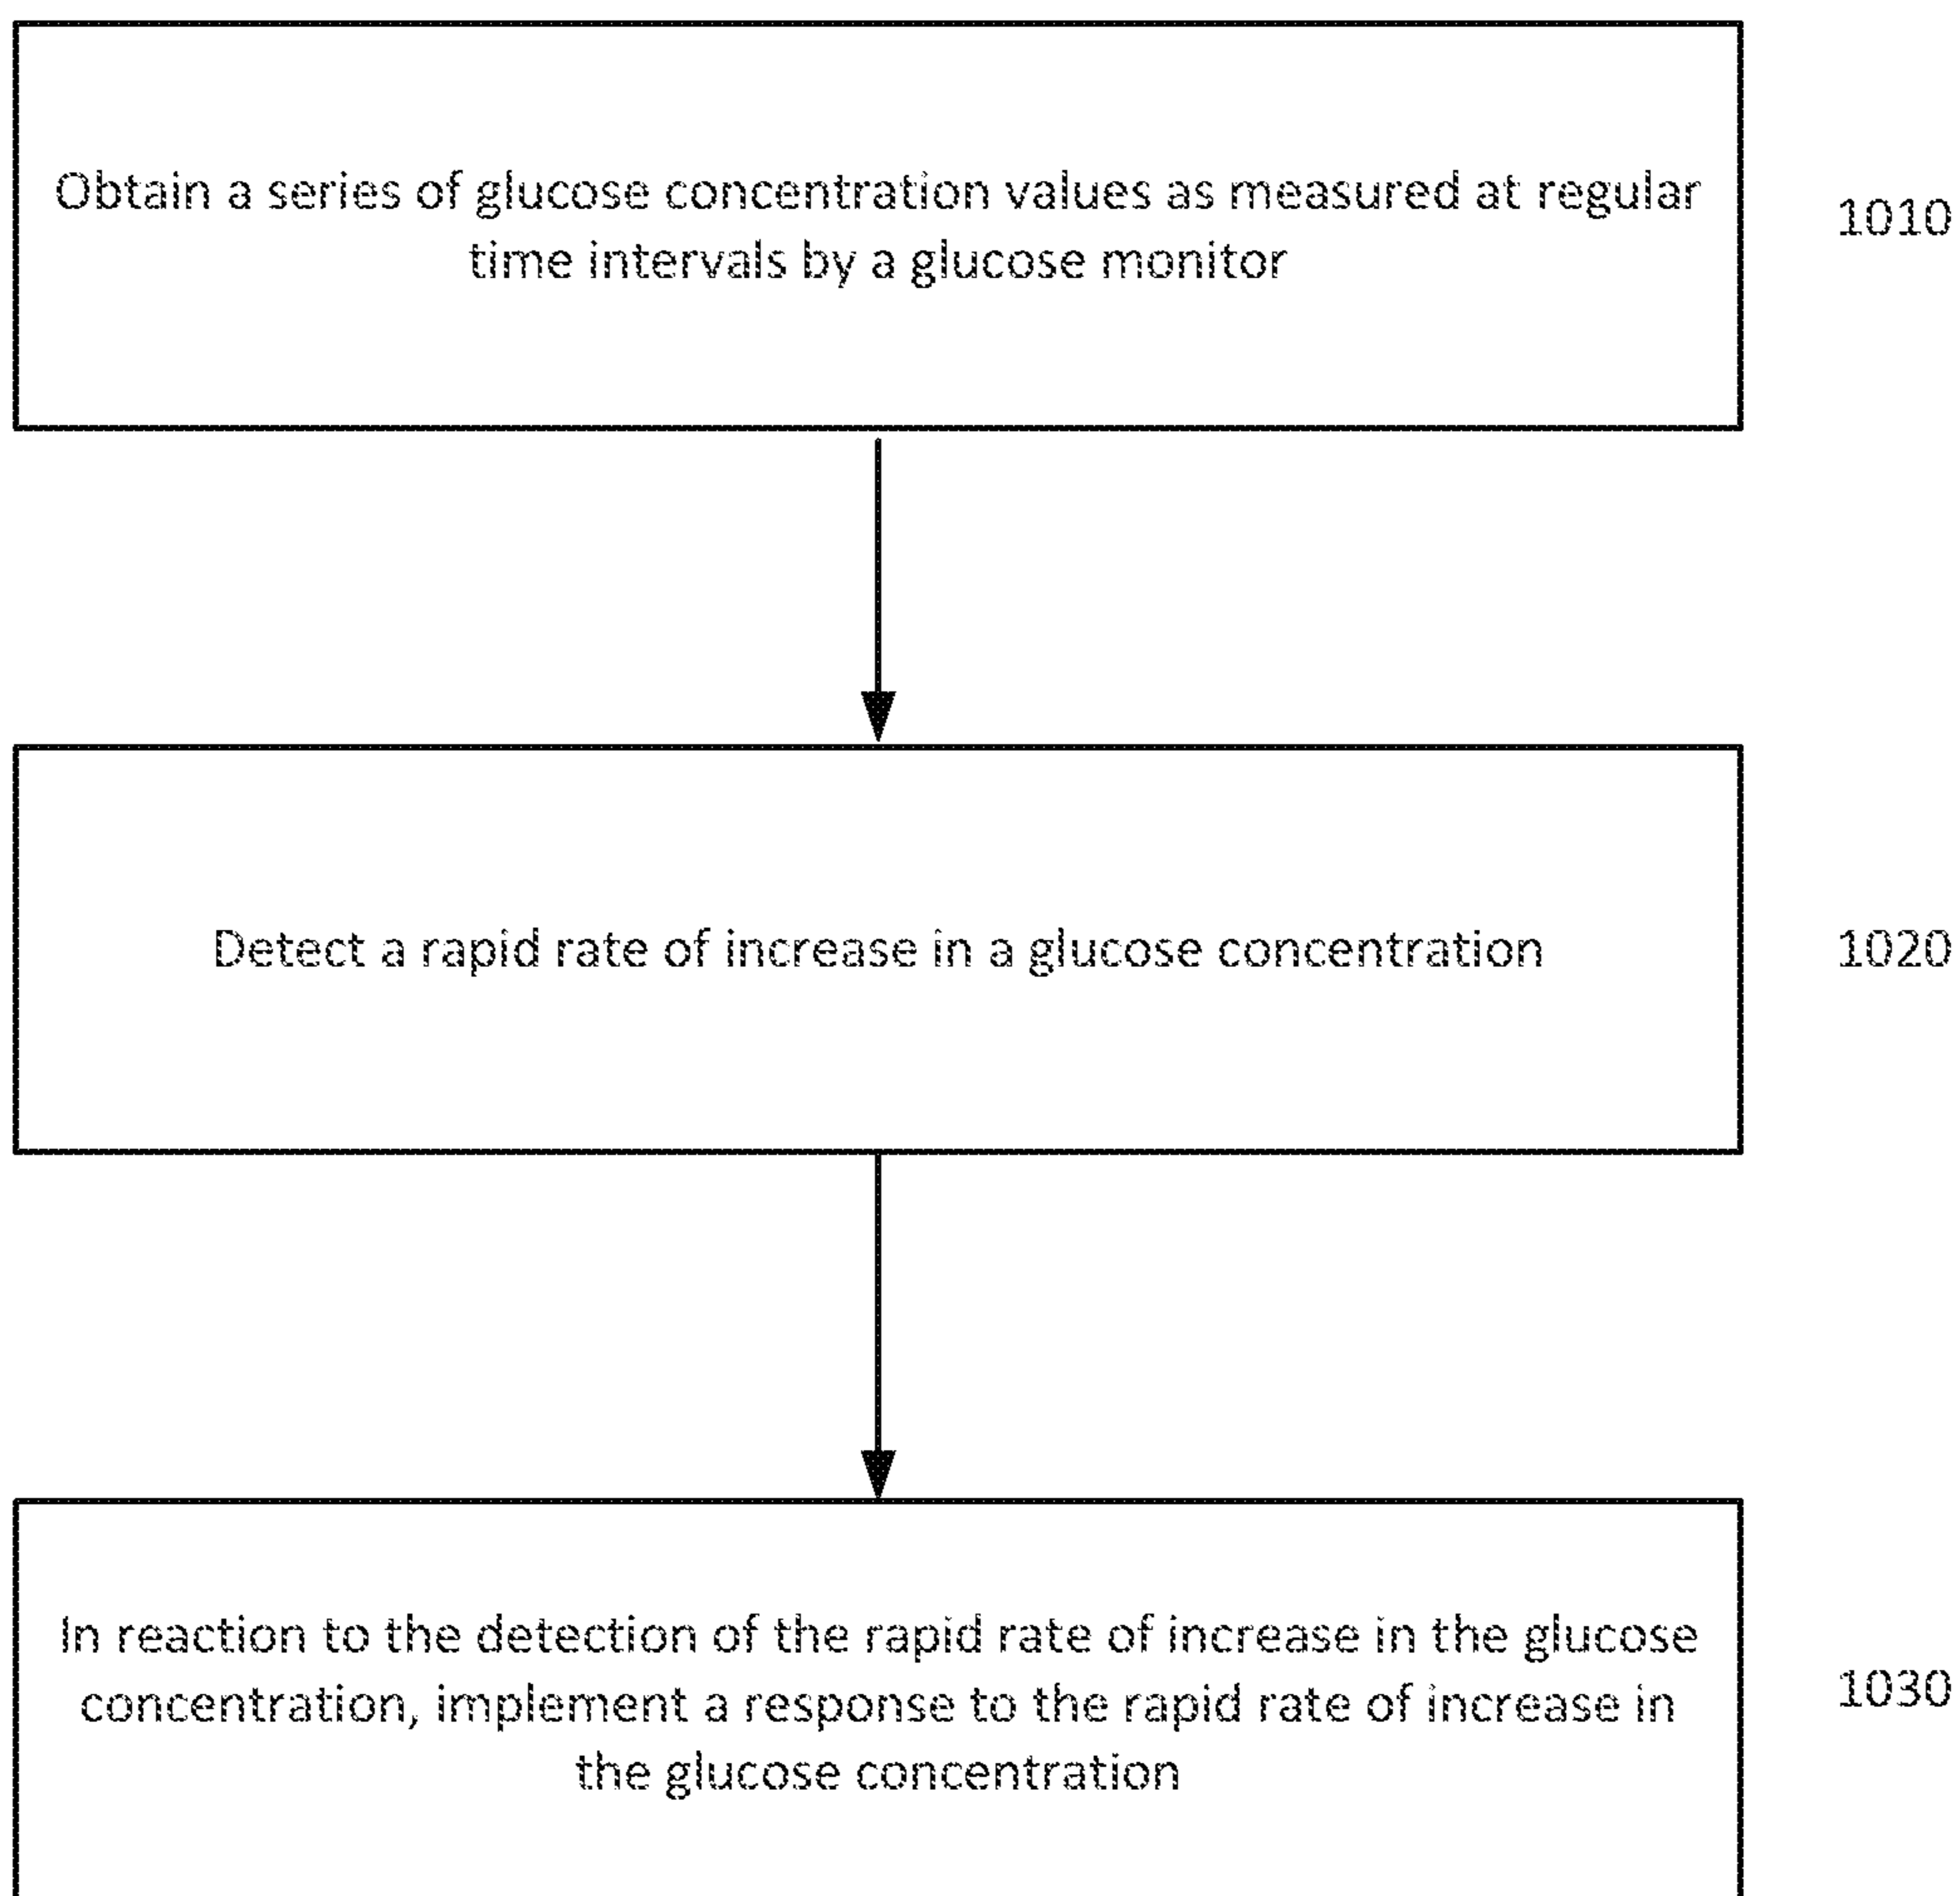 Obtain a series of glucose concentration values as measured at regular
time intervals by a glucose monitor
1010
Detect a rapid rate of increase in a glucose concentration
1020
In reaction to the detection of the rapid rate of increase in the glucose
concentration, implement a response to the rapid rate of increase in
the glucose concentration
1030